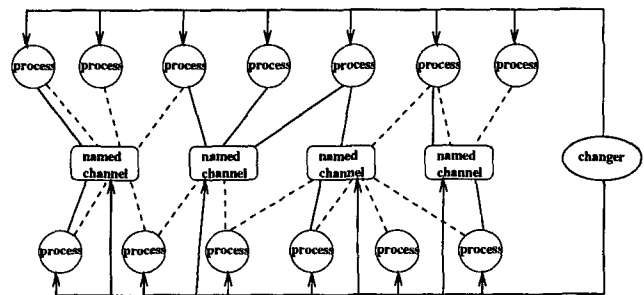 process process process process process process process
named named named named
channel channel channel channel
changer
process process process process process process